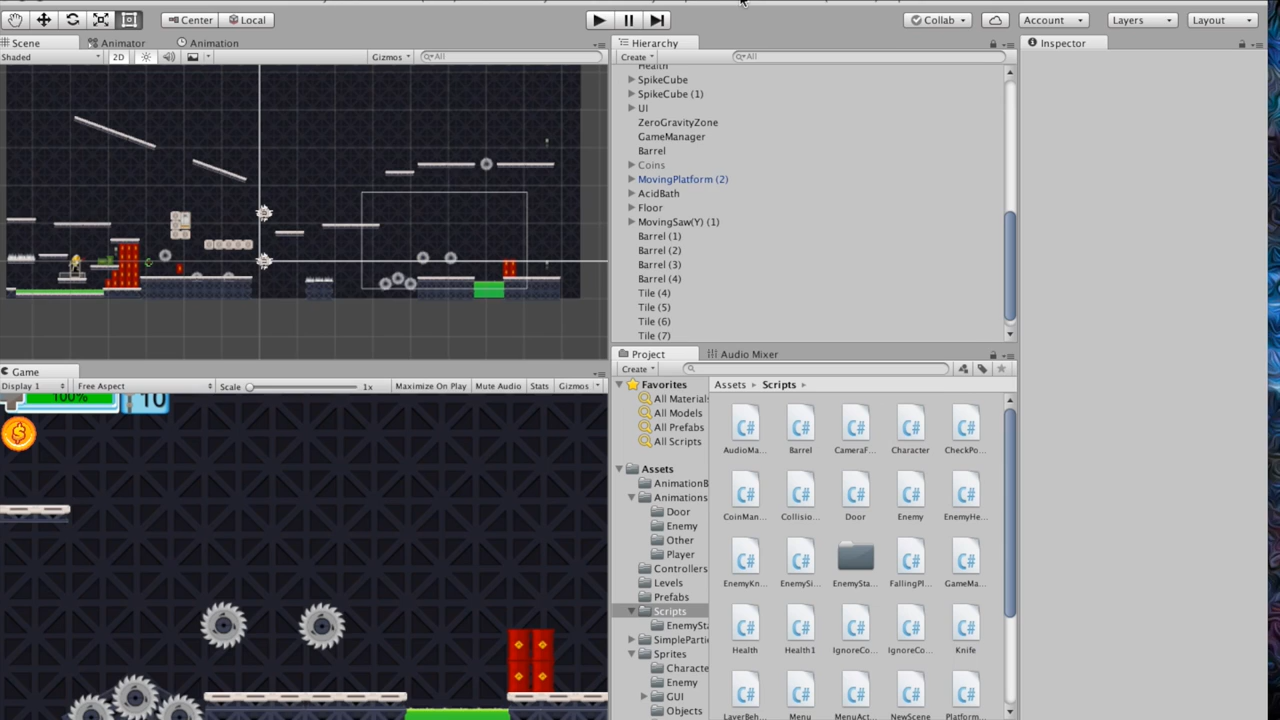 Center Local Collab Account Layers Layout
Scene Animator Animation
Shaded 2D Gizmos All
Hierarchy
Create All
Health
SpikeCube
SpikeCube (1)
UI
ZeroGravityZone
GameManager
Barrel
Coins
MovingPlatform (2)
AcidBath
Floor
MovingSaw(Y) (1)
Barrel (1)
Barrel (2)
Barrel (3)
Barrel (4)
Tile (4)
Tile (5)
Tile (6)
Tile (7)
Inspector
Game
Display 1 Free Aspect Scale 1x Maximize On Play Mute Audio Stats Gizmos
100% 10
Project Audio Mixer
Create
Favorites
All Material
All Models
All Prefabs
All Scripts
Assets
AnimationB
Animations
Door
Enemy
Other
Player
Controllers
Levels
Prefabs
Scripts
EnemySta
SimpleParti
Sprites
Characte
Enemy
GUI
Objects
Assets Scripts
AudioMa... Barrel CameraF... Character CheckPo...
CoinMan... Collisio... Door Enemy EnemyHe...
EnemyKn... EnemySi... EnemySta... FallingPl... GameMa...
Health Health1 IgnoreCo... IgnoreCo... Knife
LayerBeh... Menu MenuAct... NewScene Platform...